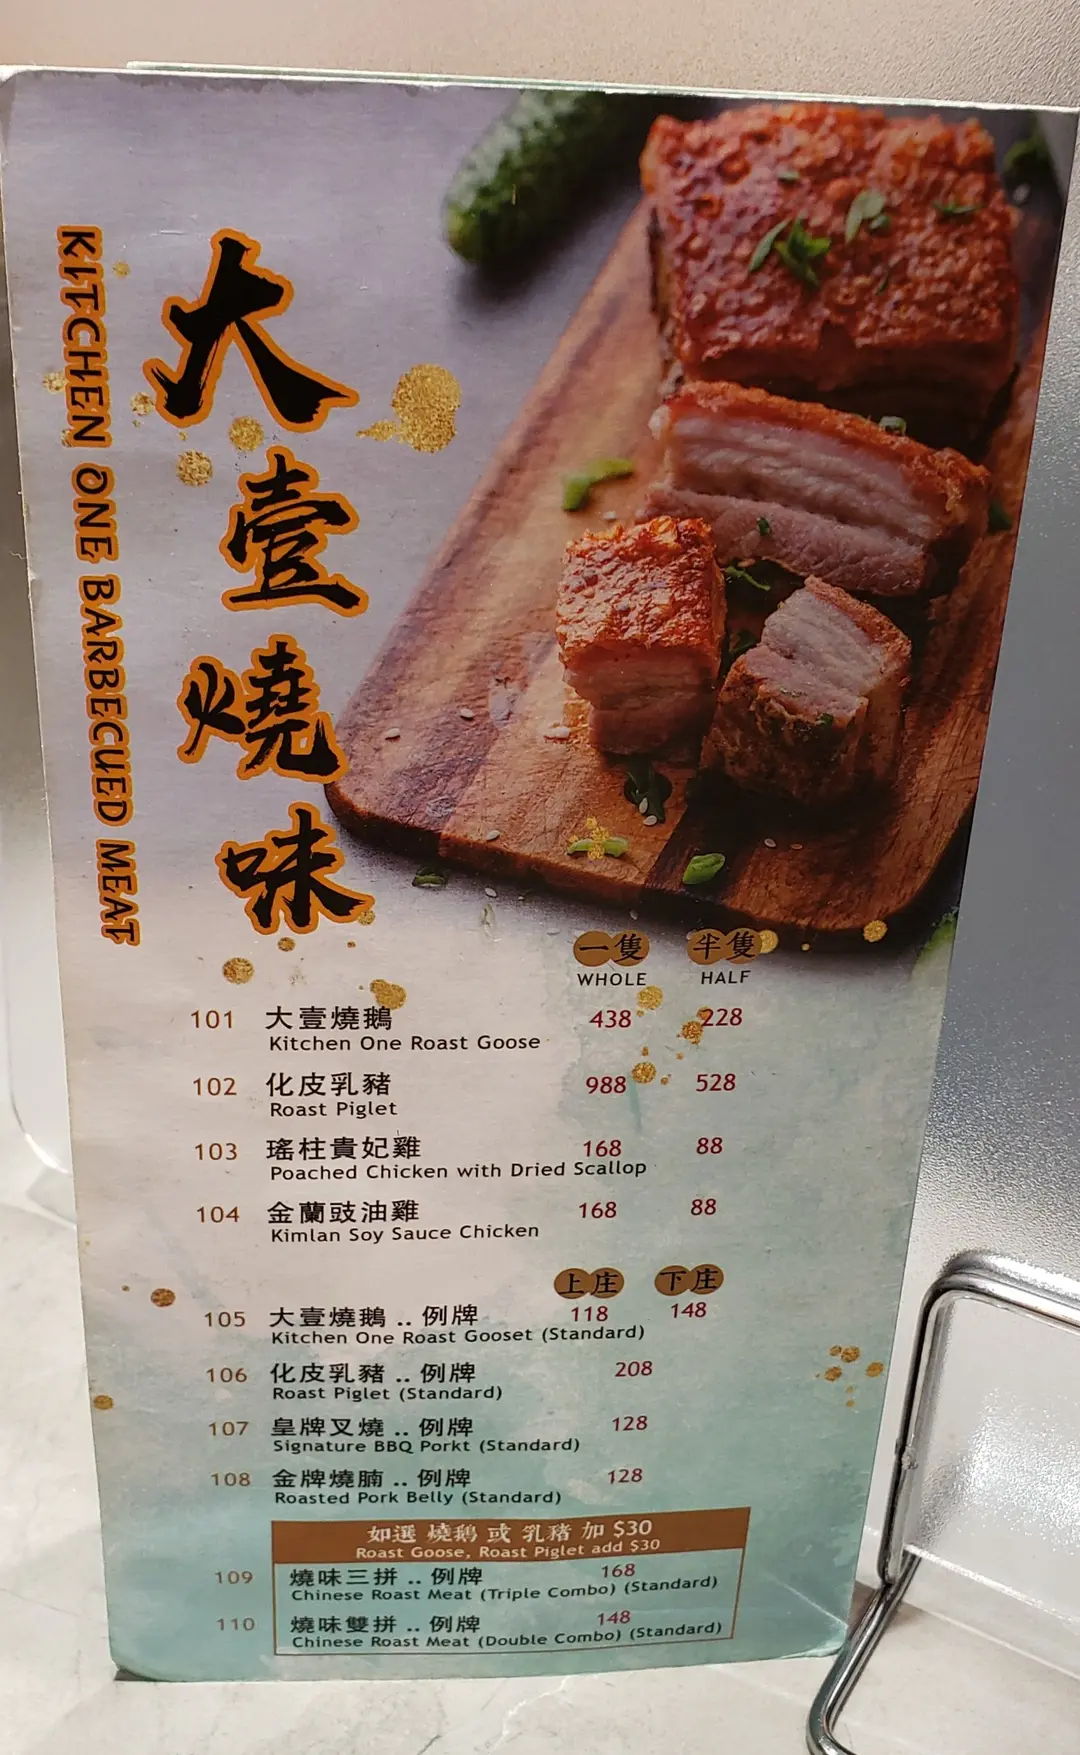 大壹燒味
KITCHEN ONE BARBECUED MEAT
一隻 半隻
WHOLE HALF
101 大壹燒鵝 438 228
Kitchen One Roast Goose
102 化皮乳豬 988 528
Roast Piglet
103 瑤柱貴妃雞 168 88
Poached Chicken with Dried Scallop
104 金蘭豉油雞 168 88
Kimlan Soy Sauce Chicken
上庄 下庄
105 大壹燒鵝 .. 例牌 118 148
Kitchen One Roast Gooset (Standard)
106 化皮乳豬 .. 例牌 208
Roast Piglet (Standard)
107 皇牌叉燒 .. 例牌 128
Signature BBQ Porkt (Standard)
108 金牌燒腩 .. 例牌 128
Roasted Pork Belly (Standard)
如選 燒鵝 或 乳豬 加 $30
Roast Goose, Roast Piglet add $30
109 燒味三拼 .. 例牌 168
Chinese Roast Meat (Triple Combo) (Standard)
110 燒味雙拼 .. 例牌 148
Chinese Roast Meat (Double Combo) (Standard)